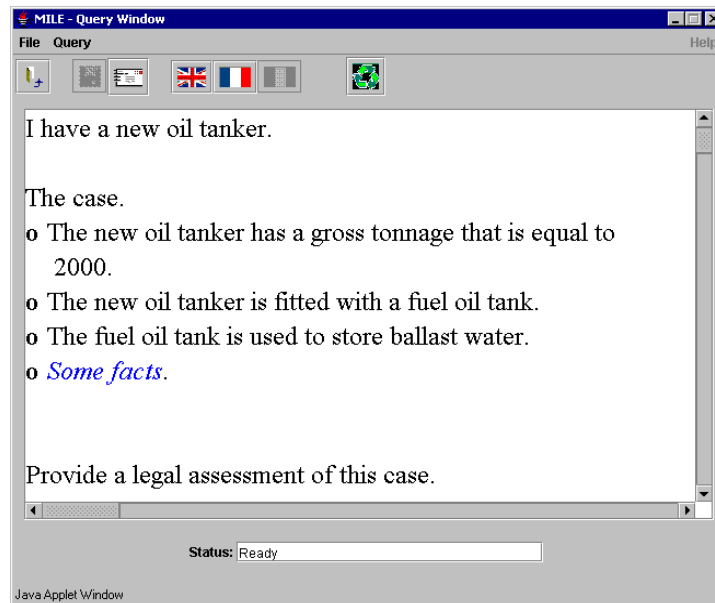 MILE - Query Window
File Query Help
I have a new oil tanker.
The case.
o The new oil tanker has a gross tonnage that is equal to
2000.
o The new oil tanker is fitted with a fuel oil tank.
o The fuel oil tank is used to store ballast water.
o Some facts.
Provide a legal assessment of this case.
Status: Ready
Java Applet Window